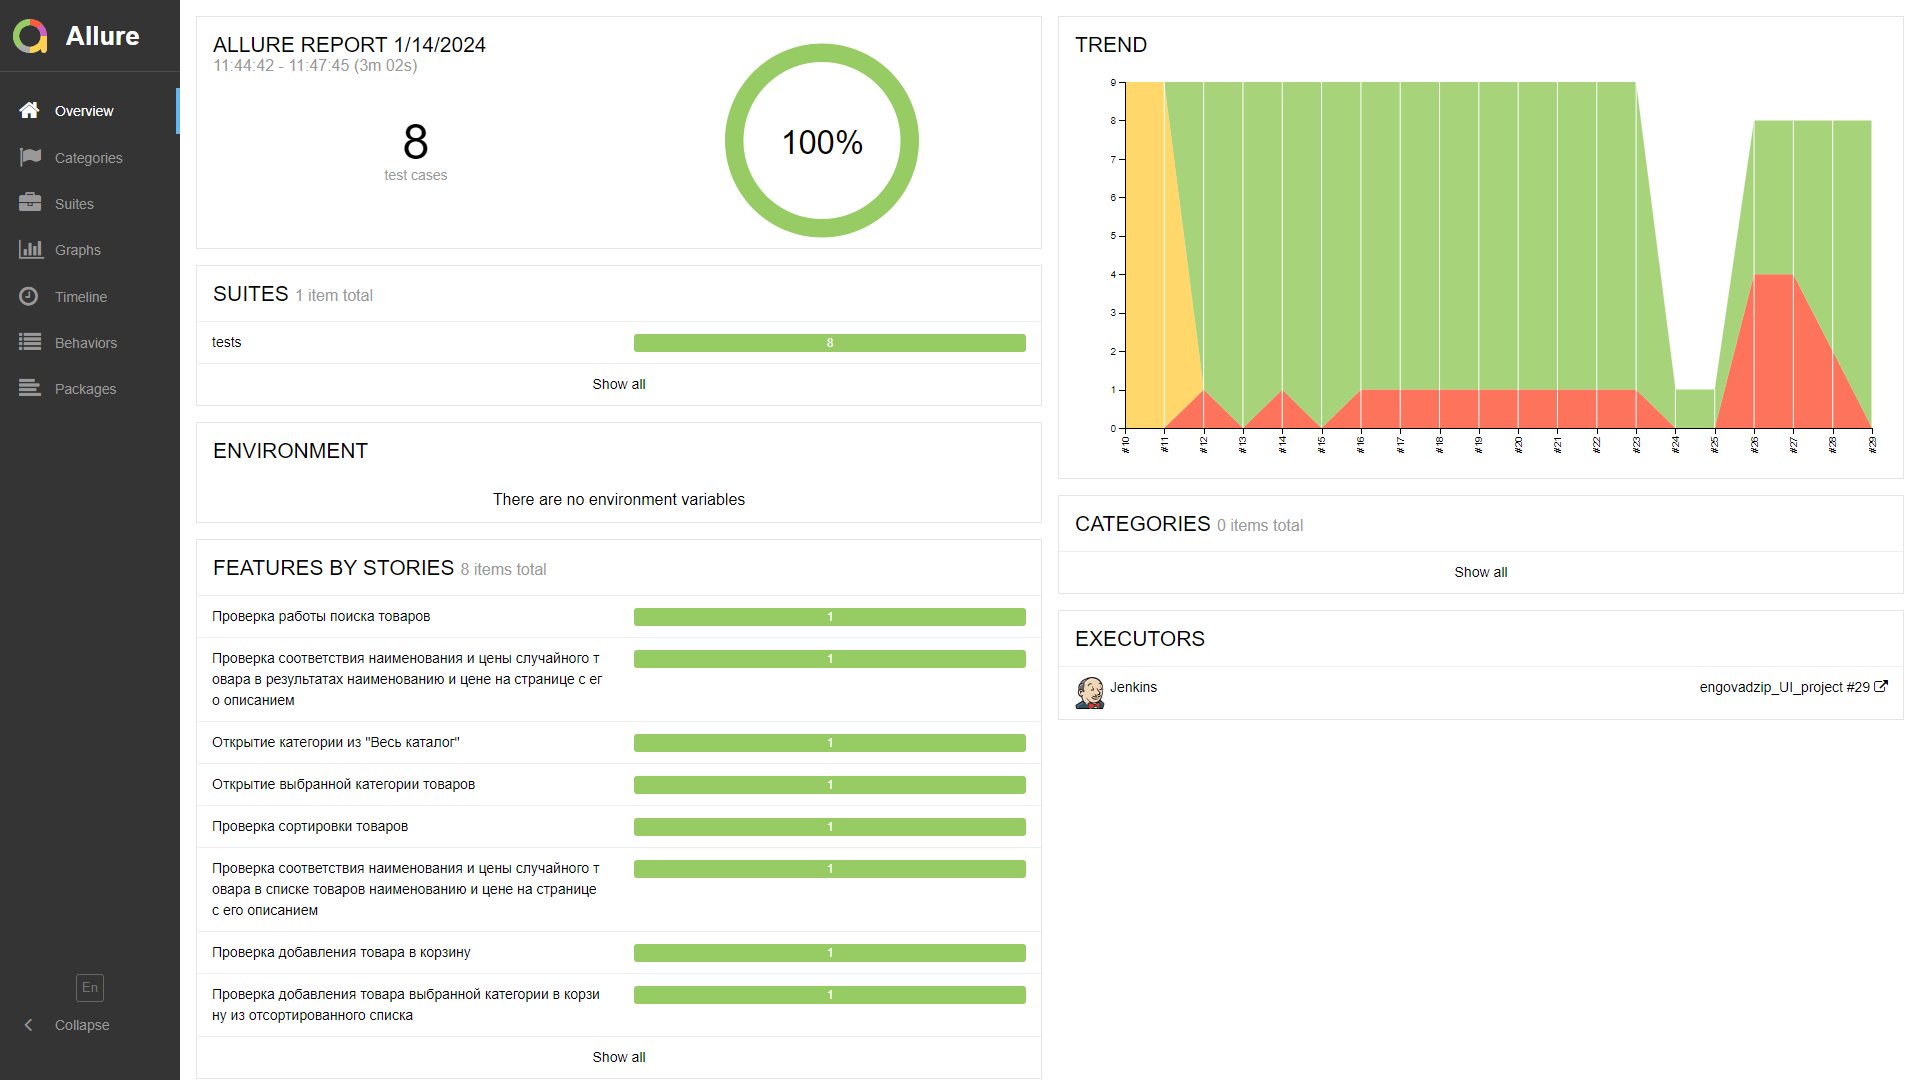 Allure
Overview
Categories
Suites
Graphs
Timeline
Behaviors
Packages
En
Collapse
ALLURE REPORT 1/14/2024
11:44:42 - 11:47:45 (3m 02s)
8
test cases
100%
SUITES 1 item total
tests 8
Show all
ENVIRONMENT
There are no environment variables
FEATURES BY STORIES 8 items total
Проверка работы поиска товаров 1
Проверка соответствия наименования и цены случайного т 1
овара в результатах наименованию и цене на странице с ег
о описанием
Открытие категории из "Весь каталог" 1
Открытие выбранной категории товаров 1
Проверка сортировки товаров 1
Проверка соответствия наименования и цены случайного т 1
овара в списке товаров наименованию и цене на странице
с его описанием
Проверка добавления товара в корзину 1
Проверка добавления товара выбранной категории в корзи 1
ну из отсортированного списка
Show all
TREND
9
8
7
6
5
4
3
2
1
0
#10 #11 #12 #13 #14 #15 #16 #17 #18 #19 #20 #21 #22 #23 #24 #25 #26 #27 #28 #29
CATEGORIES 0 items total
Show all
EXECUTORS
Jenkins engovadzip_UI_project #29